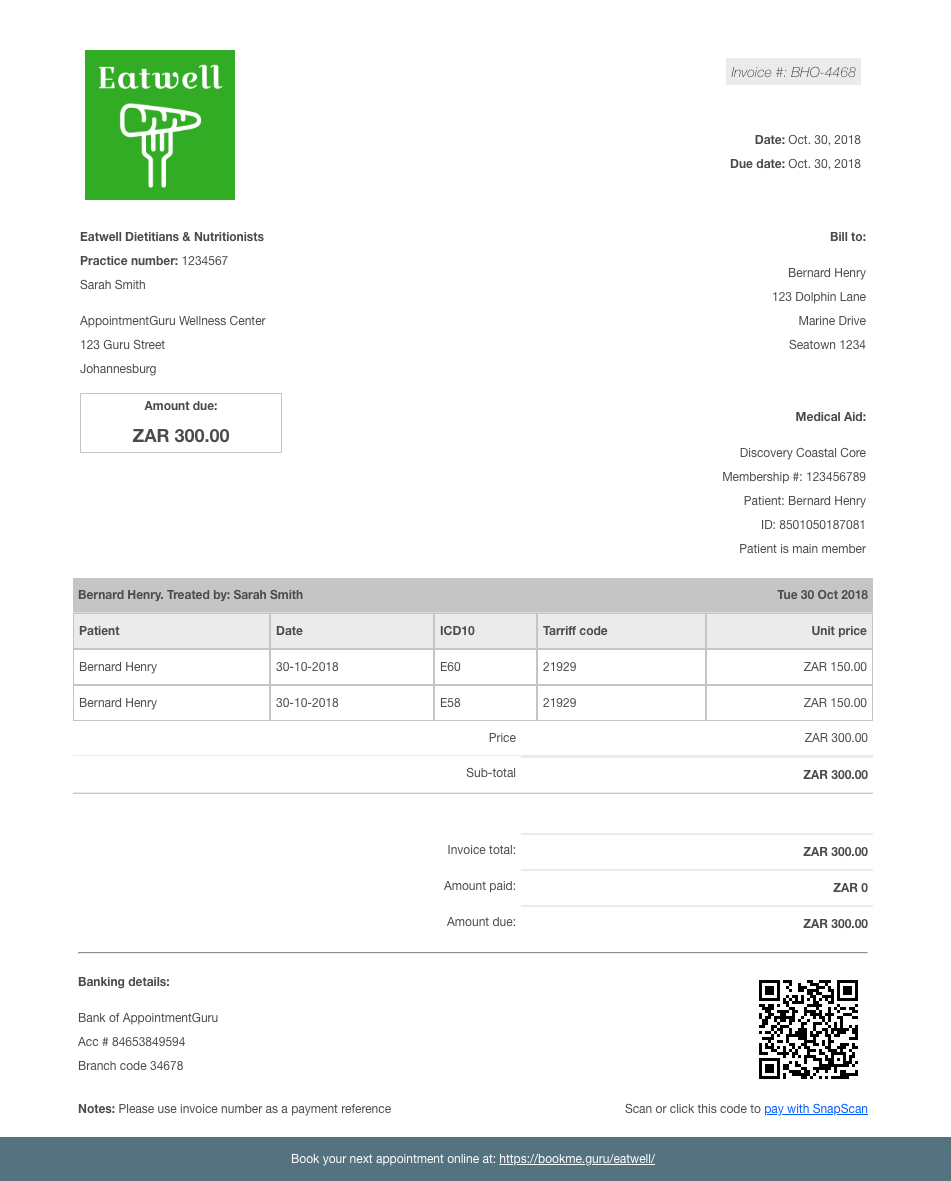 Eatwell
Invoice #: BHO-4468
Date: Oct. 30, 2018
Due date: Oct. 30, 2018
Eatwell Dietitians & Nutritionists
Practice number: 1234567
Sarah Smith
AppointmentGuru Wellness Center
123 Guru Street
Johannesburg
Amount due:
ZAR 300.00
Bill to:
Bernard Henry
123 Dolphin Lane
Marine Drive
Seatown 1234
Medical Aid:
Discovery Coastal Core
Membership #: 123456789
Patient: Bernard Henry
ID: 8501050187081
Patient is main member
Bernard Henry. Treated by: Sarah Smith Tue 30 Oct 2018
Patient Date ICD10 Tarriff code Unit price
Bernard Henry 30-10-2018 E60 21929 ZAR 150.00
Bernard Henry 30-10-2018 E58 21929 ZAR 150.00
Price ZAR 300.00
Sub-total ZAR 300.00
Invoice total: ZAR 300.00
Amount paid: ZAR 0
Amount due: ZAR 300.00
Banking details:
Bank of AppointmentGuru
Acc # 84653849594
Branch code 34678
Notes: Please use invoice number as a payment reference
Scan or click this code to pay with SnapScan
Book your next appointment online at: https://bookme.guru/eatwell/